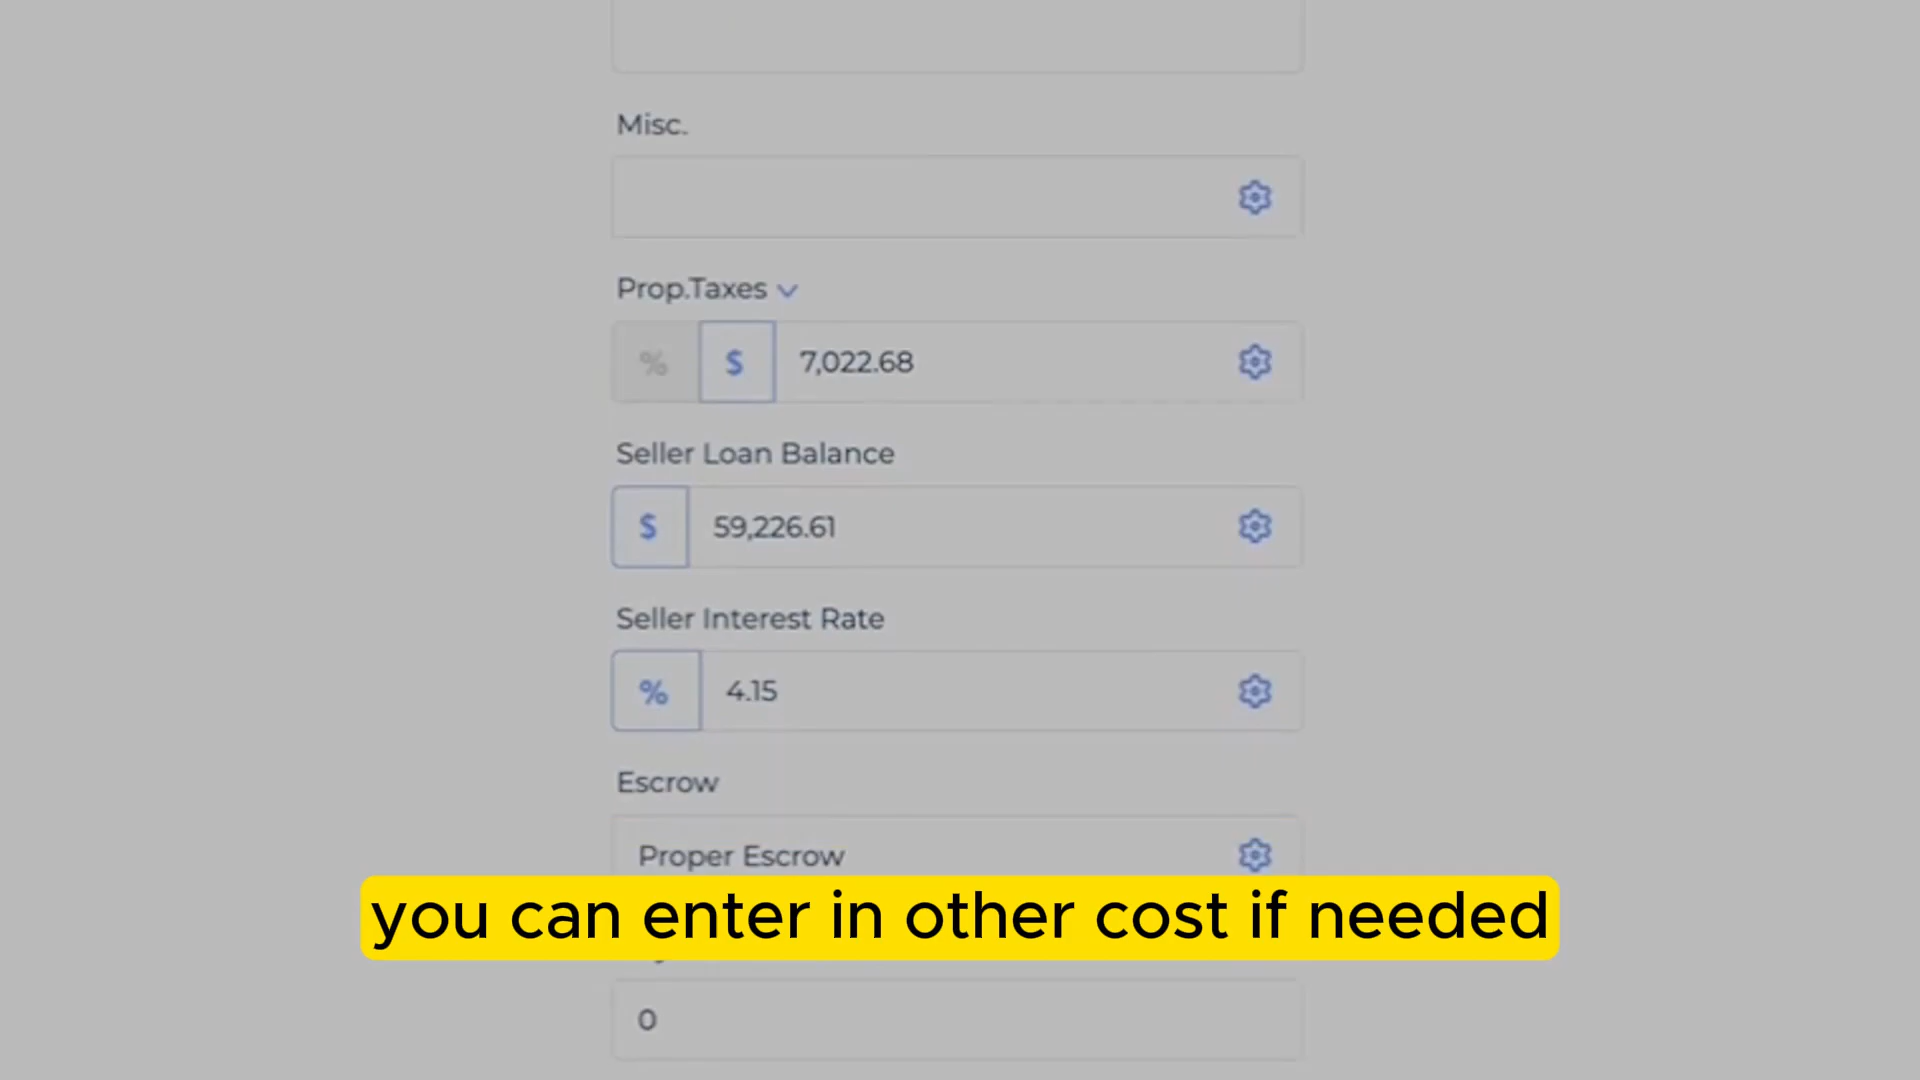 Misc.
Prop.Taxes
% $ 7,022.68
Seller Loan Balance
$ 59,226.61
Seller Interest Rate
% 4.15
Escrow
Proper Escrow
you can enter in other cost if needed
0